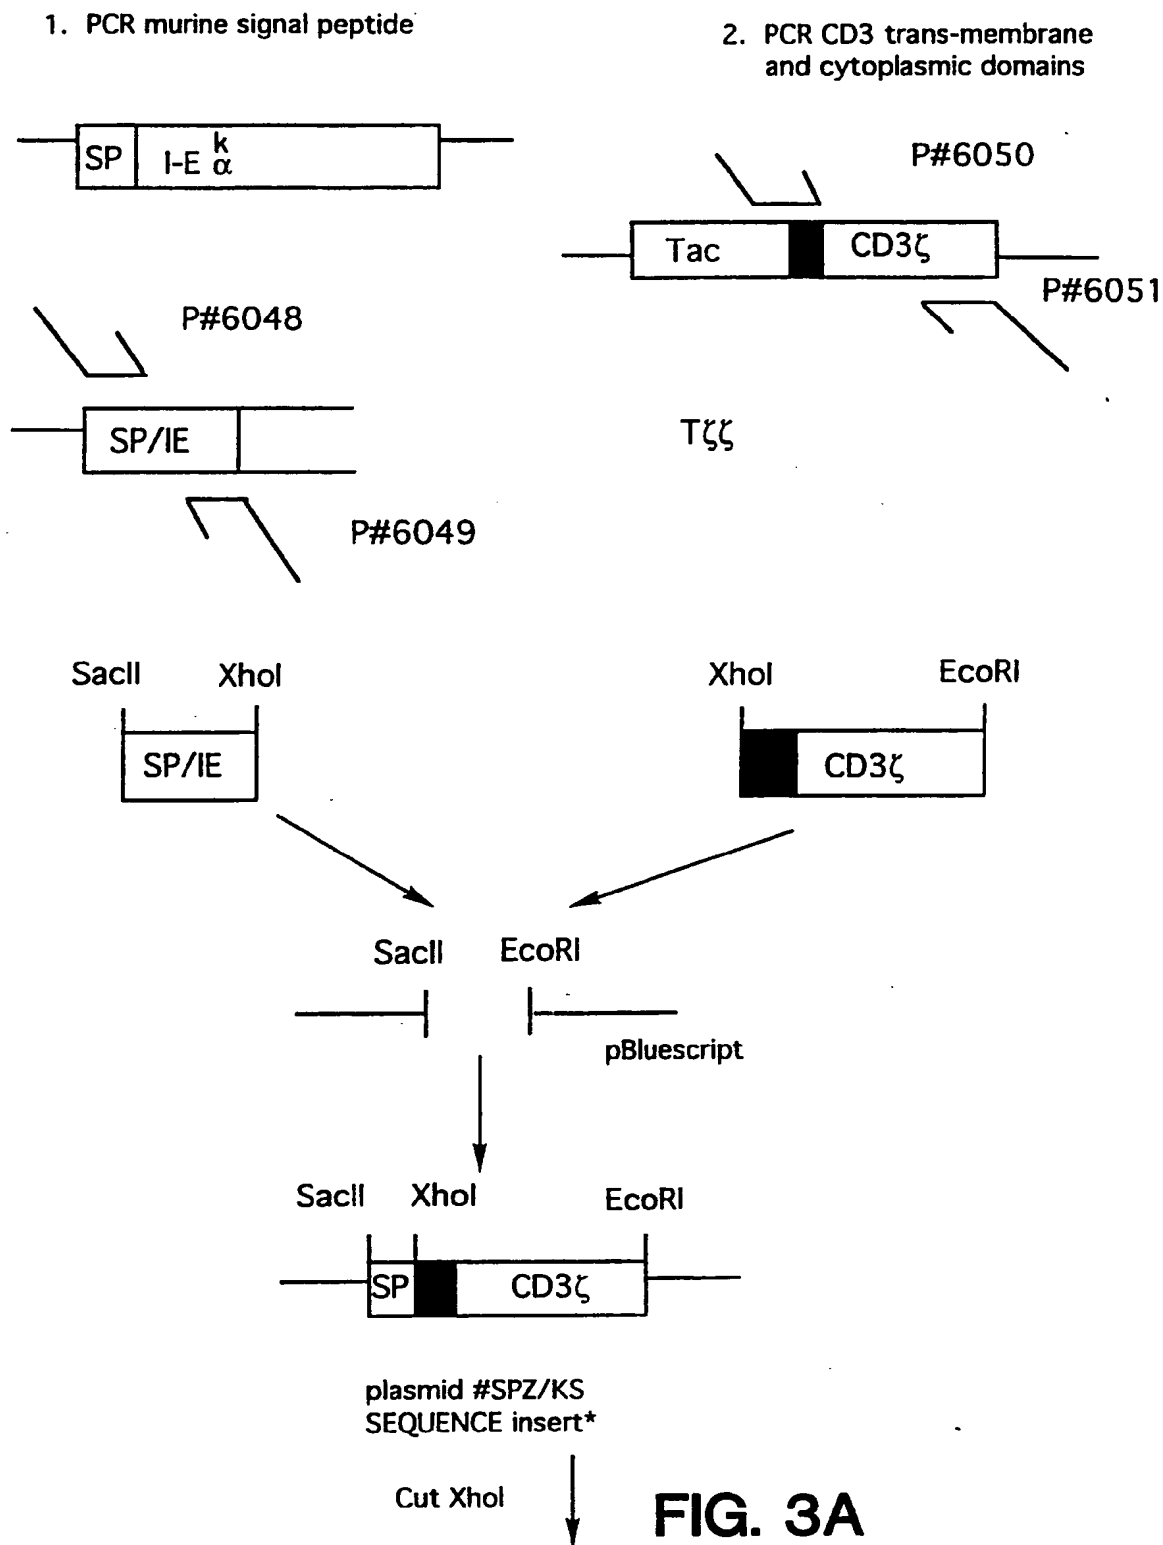 1. PCR murine signal peptide
2. PCR CD3 trans-membrane
and cytoplasmic domains
SP
I-E k
α
P#6050
Tac
CD3ζ
P#6051
P#6048
SP/IE
P#6049
Tζζ
SacII
XhoI
SP/IE
XhoI
EcoRI
CD3ζ
SacII
EcoRI
pBluescript
SacII
XhoI
EcoRI
SP
CD3ζ
plasmid #SPZ/KS
SEQUENCE insert*
Cut XhoI
FIG. 3A